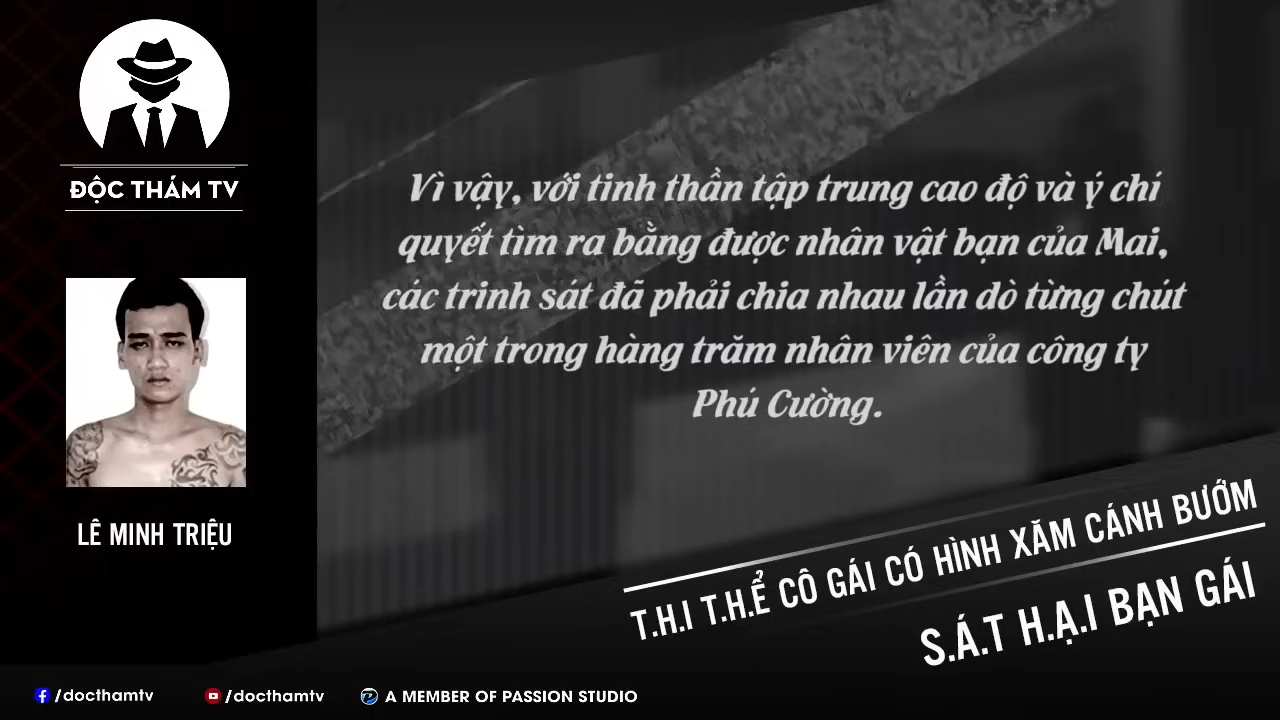 ĐỘC THÁM TV
LÊ MINH TRIỆU
Vì vậy, với tinh thần tập trung cao độ và ý chí
quyết tìm ra bằng được nhân vật bạn của Mai,
các trinh sát đã phải chia nhau lần dò từng chút
một trong hàng trăm nhân viên của công ty
Phú Cường.
T.H.I T.H.Ể CÔ GÁI CÓ HÌNH XĂM CÁNH BƯỚM
S.Á.T H.Ạ.I BẠN GÁI
/docthamtv
/docthamtv
A MEMBER OF PASSION STUDIO